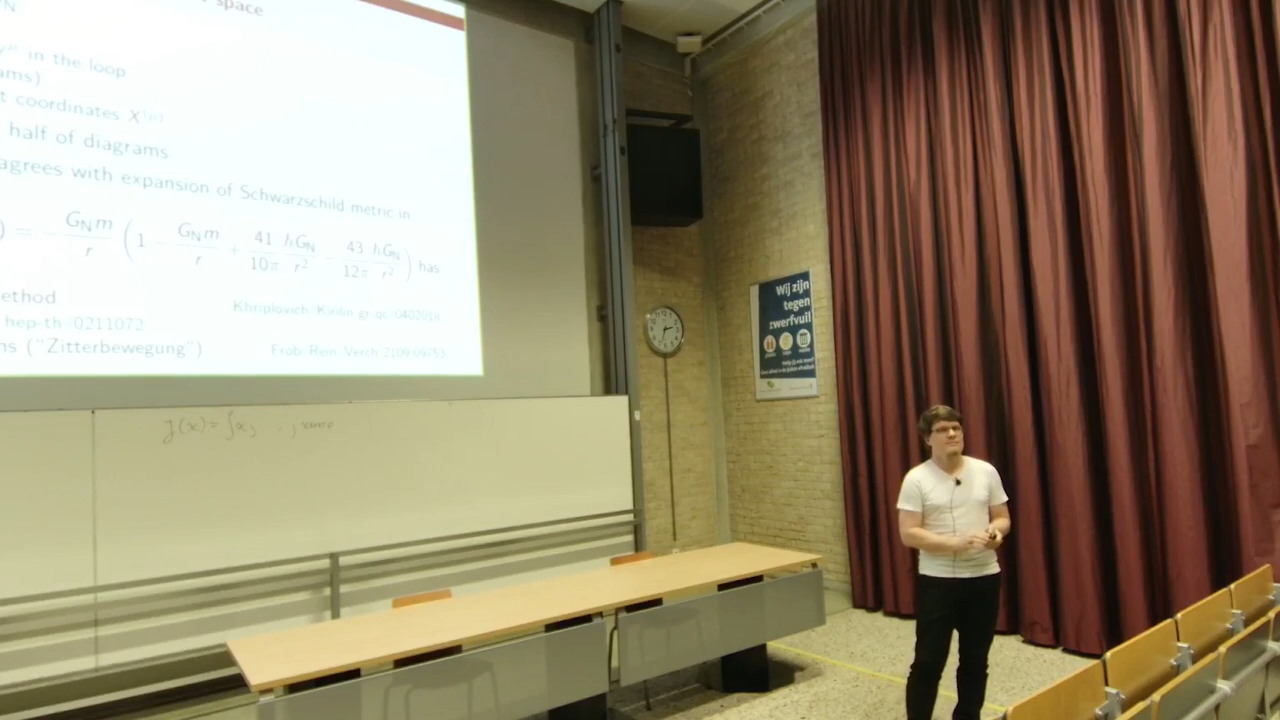 space
N
" in the loop
ams)
t coordinates X
half of diagrams
agrees with expansion of Schwarzschild metric in
) = − G_N m / r (1 − G_N m / r + 41 / 10π ħG_N / r² − 43 / 12π ħG_N / r²) has
ethod
Khriplovich, Kirilin gr-qc/0402018
hep-th/0211072
ns ("Zitterbewegung")
Fröb, Rein, Verch 2109.09753
Wij zijn
tegen
zwerfvuil
J(x) = ∫